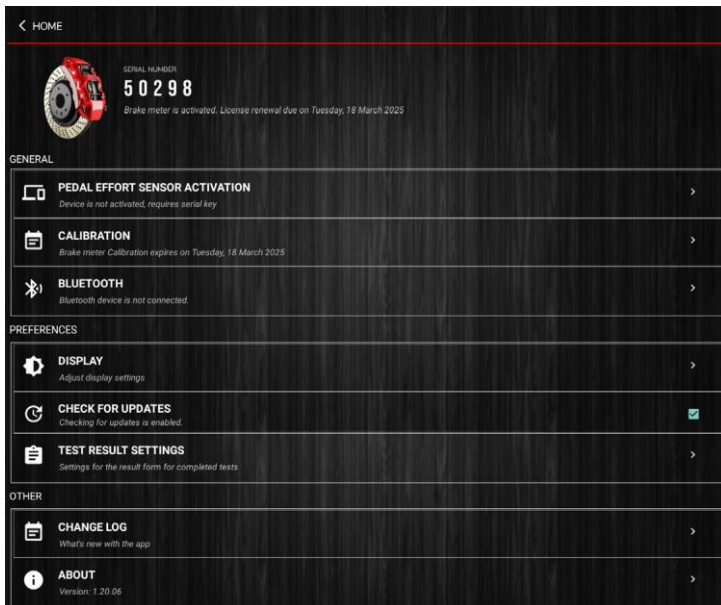 HOME
SERIAL NUMBER
50298
Brake meter is activated. License renewal due on Tuesday, 18 March 2025
GENERAL
PEDAL EFFORT SENSOR ACTIVATION
Device is not activated, requires serial key
CALIBRATION
Brake meter Calibration expires on Tuesday, 18 March 2025
BLUETOOTH
Bluetooth device is not connected.
PREFERENCES
DISPLAY
Adjust display settings
CHECK FOR UPDATES
Checking for updates is enabled.
TEST RESULT SETTINGS
Settings for the result form for completed tests
OTHER
CHANGE LOG
What's new with the app
ABOUT
Version: 1.20.06